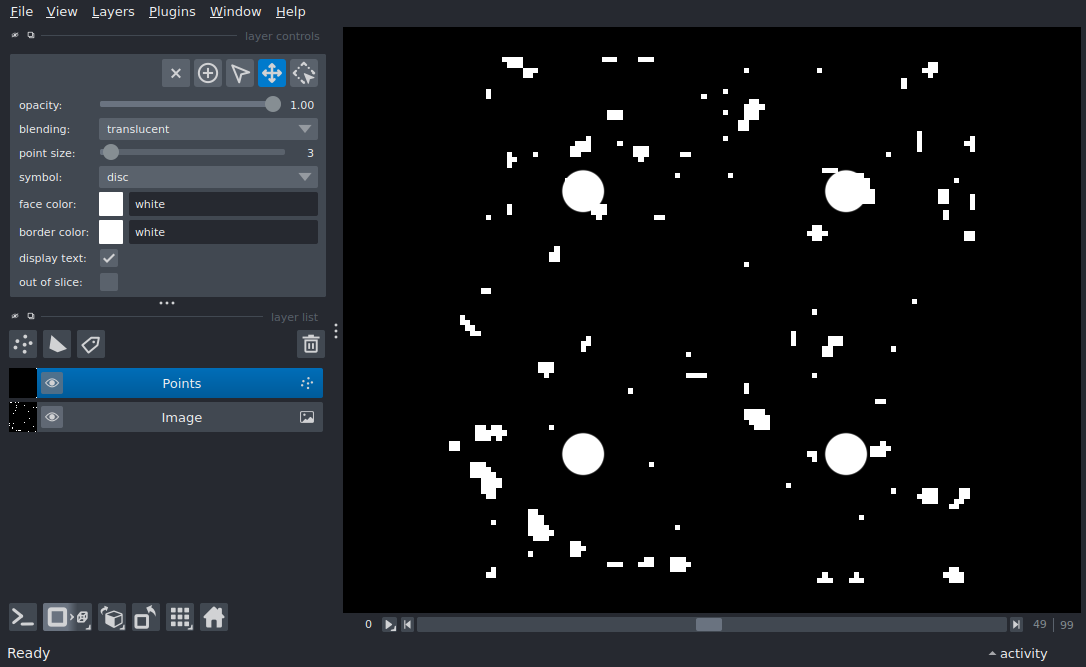 File View Layers Plugins Window Help
layer controls
opacity: 1.00
blending: translucent
point size: 3
symbol: disc
face color: white
border color: white
display text:
out of slice:
layer list
Points
Image
0 49 99
Ready activity